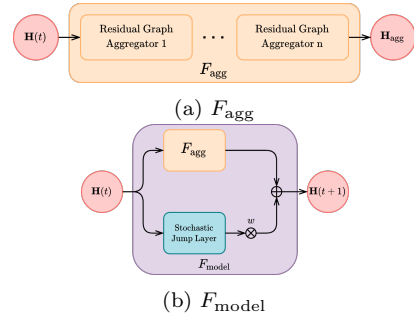 H(t)
Residual Graph
Aggregator 1
···
Residual Graph
Aggregator n
H_agg
F_agg
(a) F_agg
H(t)
F_agg
Stochastic
Jump Layer
w
⊗
⊕
H(t+1)
F_model
(b) F_model